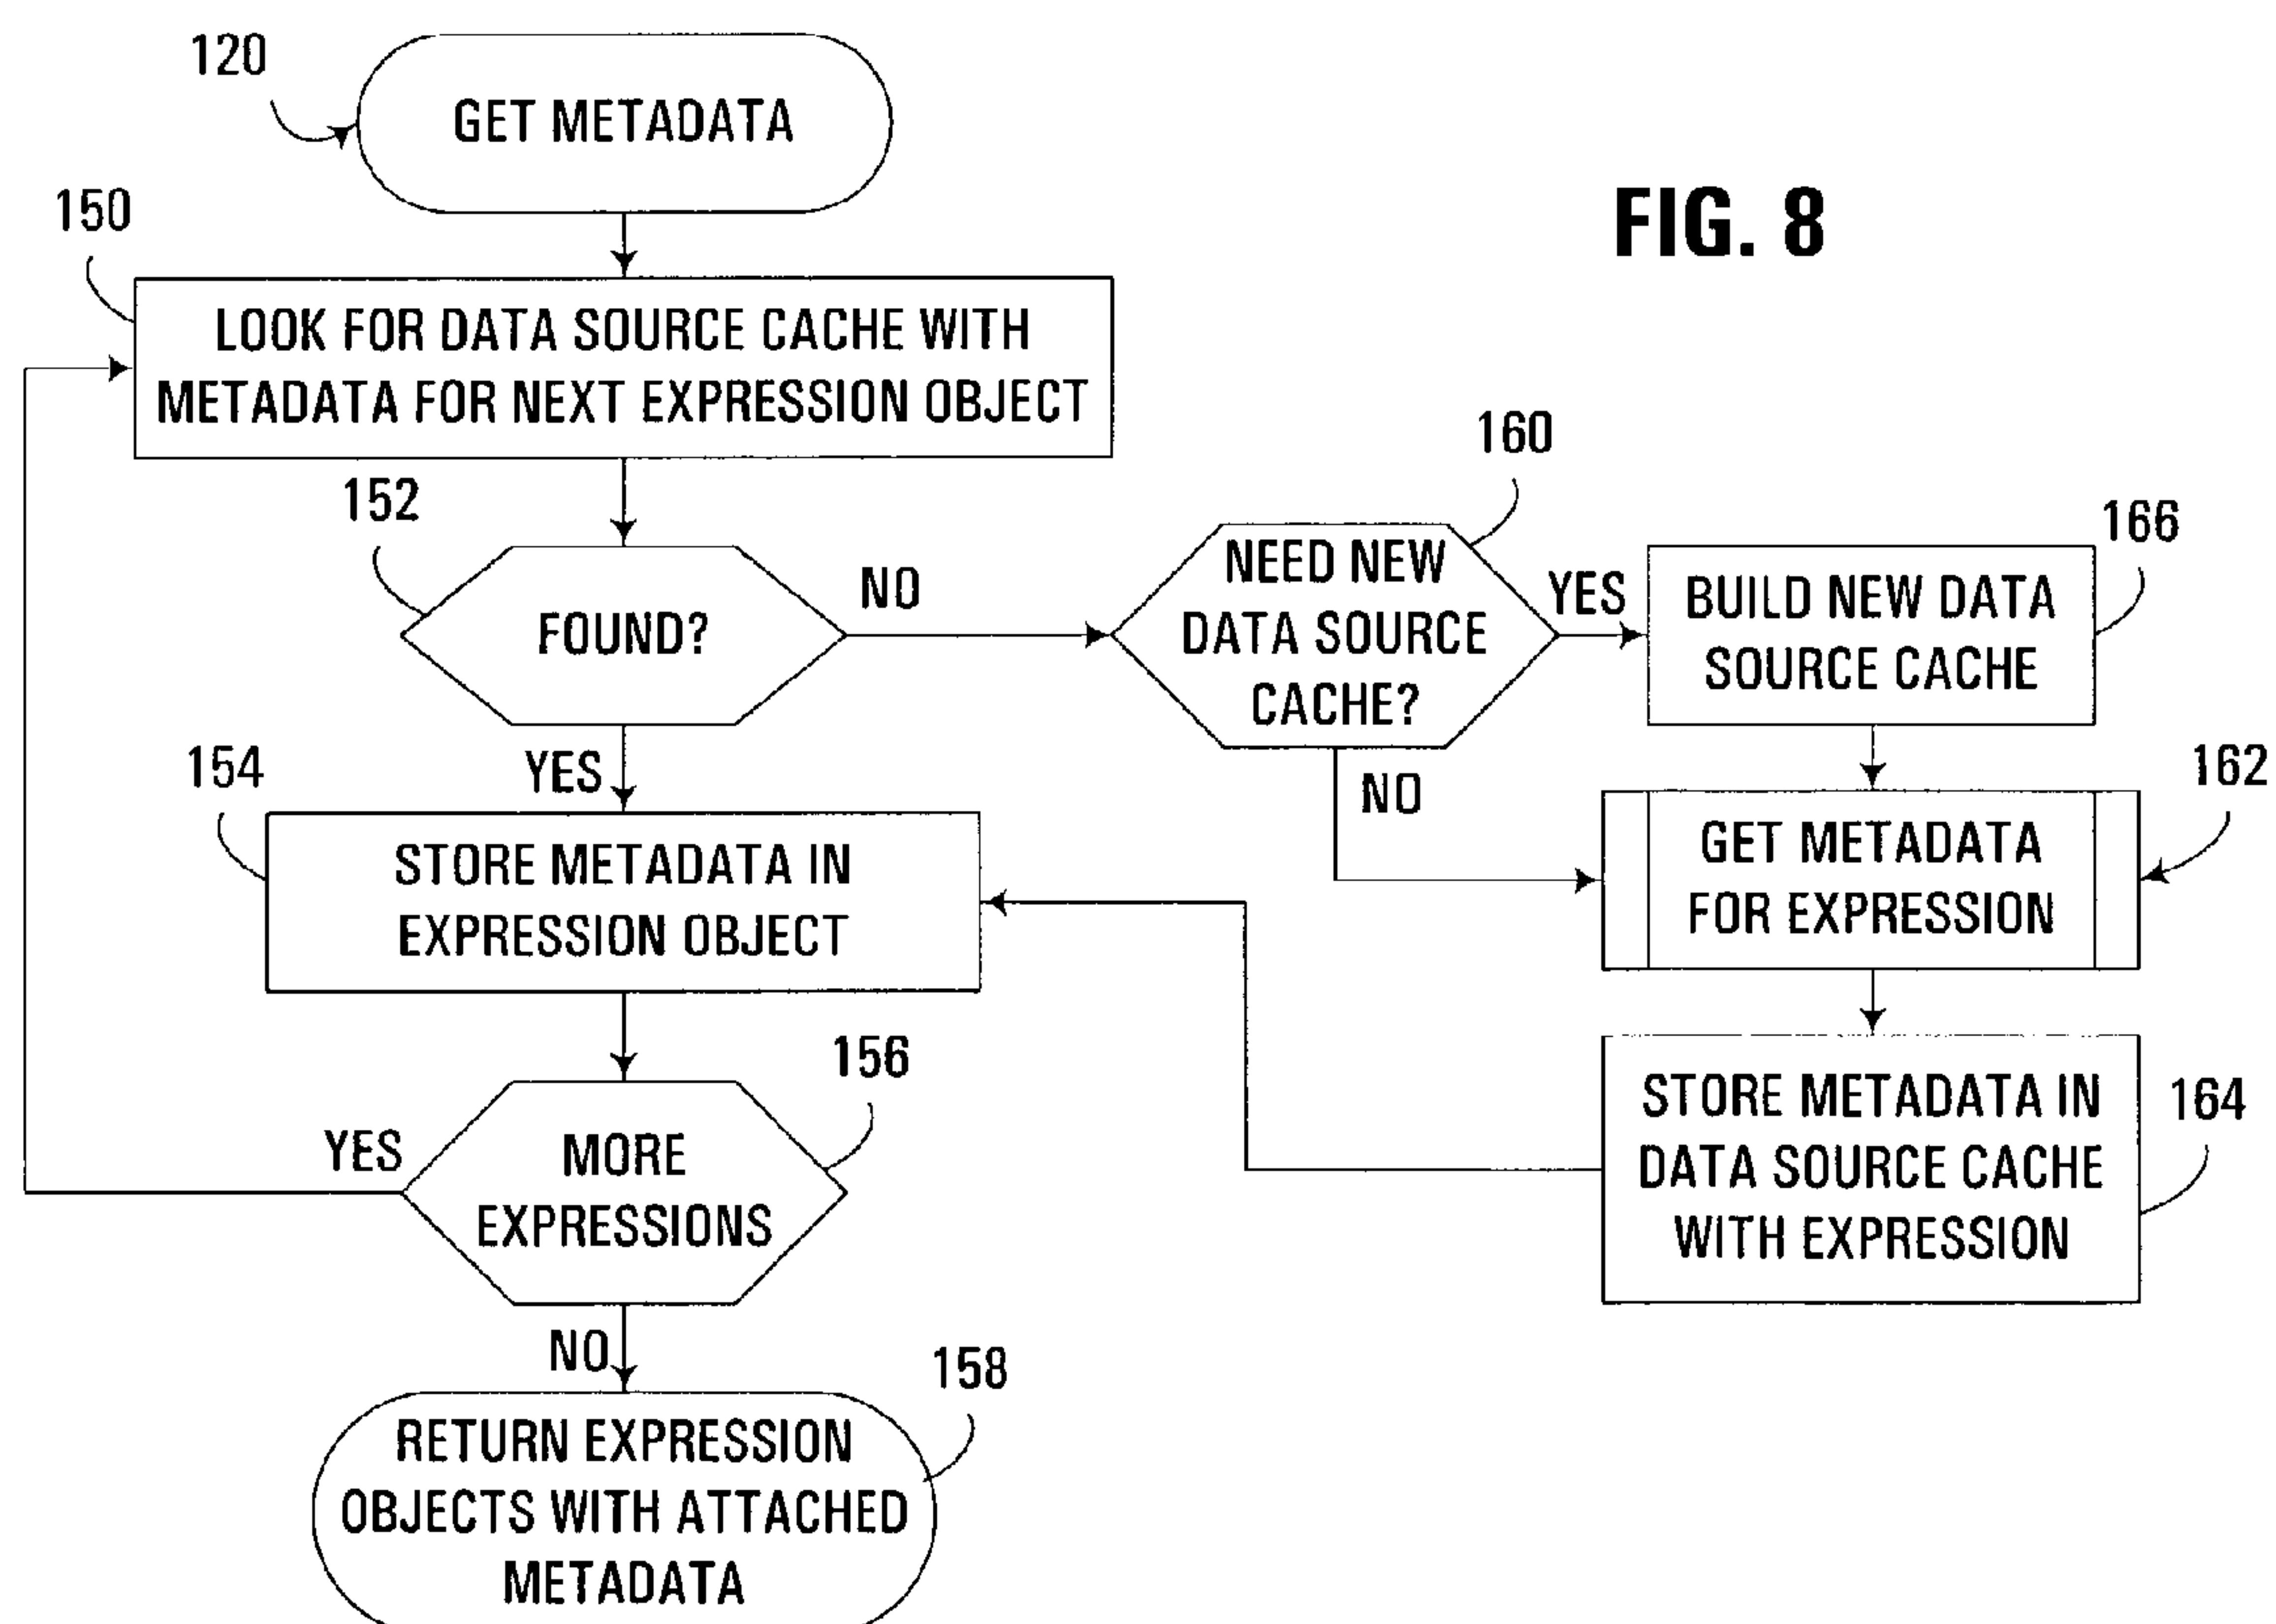 120
GET METADATA
FIG. 8
150
LOOK FOR DATA SOURCE CACHE WITH
METADATA FOR NEXT EXPRESSION OBJECT
152
FOUND?
NO
YES
160
NEED NEW
DATA SOURCE
CACHE?
YES
NO
166
BUILD NEW DATA
SOURCE CACHE
162
GET METADATA
FOR EXPRESSION
164
STORE METADATA IN
DATA SOURCE CACHE
WITH EXPRESSION
154
STORE METADATA IN
EXPRESSION OBJECT
156
MORE
EXPRESSIONS
YES
NO
158
RETURN EXPRESSION
OBJECTS WITH ATTACHED
METADATA